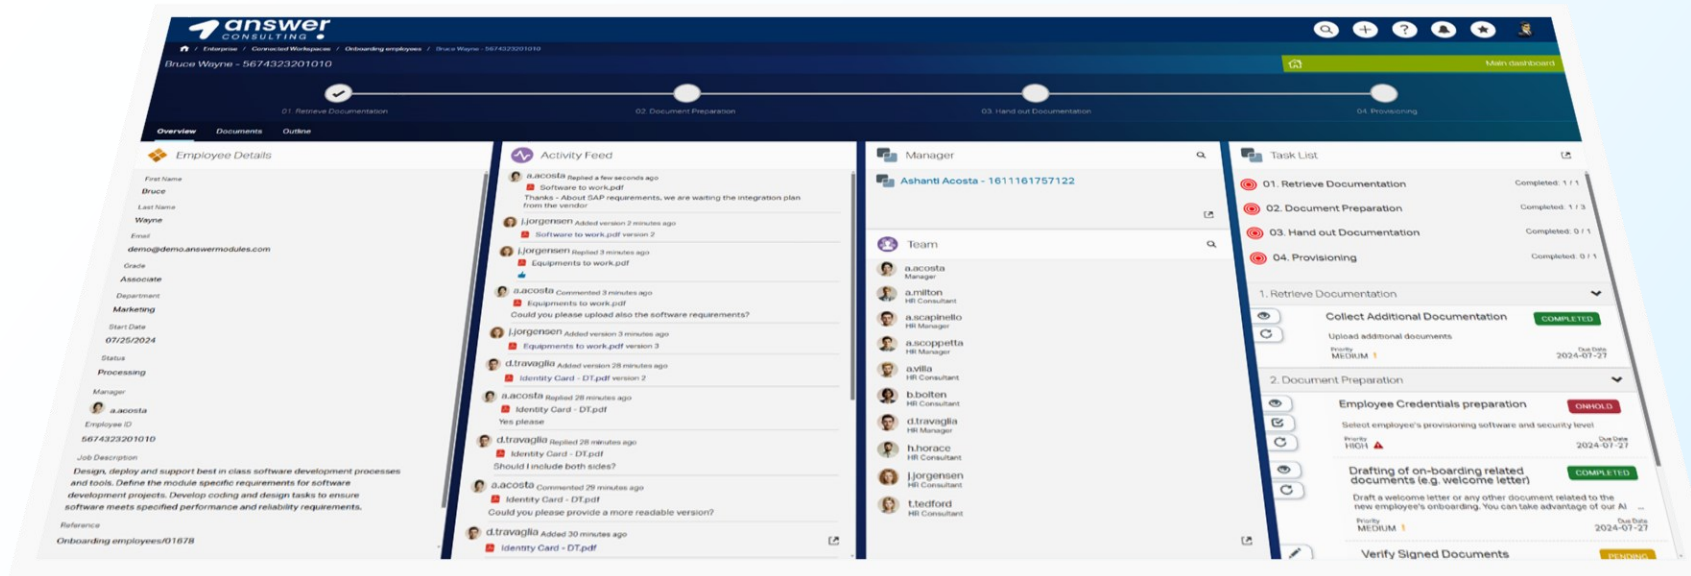 answer
CONSULTING
/ Enterprise / Connected Workspaces / Onboarding employees / Bruce Wayne - 5674323201010
Bruce Wayne - 5674323201010
Main dashboard
01. Retrieve Documentation
02. Document Preparation
03. Hand out Documentation
04. Provisioning
Overview Documents Outline
Employee Details
First Name
Bruce
Last Name
Wayne
Email
demo@demo.answermodules.com
Grade
Associate
Department
Marketing
Start Date
07/25/2024
Status
Processing
Manager
a.acosta
Employee ID
5674323201010
Job Description
Design, deploy and support best in class software development processes
and tools. Define the module specific requirements for software
development projects. Develop coding and design tasks to ensure
software meets specified performance and reliability requirements.
Reference
Onboarding employees/01678
Activity Feed
a.acosta Replied a few seconds ago
Software to work.pdf
Thanks - About SAP requirements, we are waiting the integration plan
from the vendor
j.jorgensen Added version 2 minutes ago
Software to work.pdf version 2
j.jorgensen Replied 3 minutes ago
Equipments to work.pdf
a.acosta Commented 3 minutes ago
Equipments to work.pdf
Could you please upload also the software requirements?
j.jorgensen Added version 3 minutes ago
Equipments to work.pdf version 3
d.travaglia Added version 28 minutes ago
Identity Card - DT.pdf version 2
a.acosta Replied 28 minutes ago
Identity Card - DT.pdf
Yes please
d.travaglia Replied 28 minutes ago
Identity Card - DT.pdf
Should I include both sides?
a.acosta Commented 29 minutes ago
Identity Card - DT.pdf
Could you please provide a more readable version?
d.travaglia Added 30 minutes ago
Identity Card - DT.pdf
Manager
Ashanti Acosta - 1611161757122
Team
a.acosta
Manager
a.milton
HR Consultant
a.scapinello
HR Manager
a.scoppetta
HR Manager
a.villa
HR Consultant
b.bolten
HR Consultant
d.travaglia
HR Manager
h.horace
HR Consultant
j.jorgensen
HR Consultant
t.tedford
HR Consultant
Task List
01. Retrieve Documentation Completed: 1 / 1
02. Document Preparation Completed: 1 / 3
03. Hand out Documentation Completed: 0 / 1
04. Provisioning Completed: 0 / 1
1. Retrieve Documentation
Collect Additional Documentation COMPLETED
Upload additional documents
Priority Due Date
MEDIUM 2024-07-27
2. Document Preparation
Employee Credentials preparation ONHOLD
Select employee's provisioning software and security level
Priority Due Date
HIGH 2024-07-27
Drafting of on-boarding related COMPLETED
documents (e.g. welcome letter)
Draft a welcome letter or any other document related to the
new employee's onboarding. You can take advantage of our AI ...
Priority Due Date
MEDIUM 2024-07-27
Verify Signed Documents PENDING